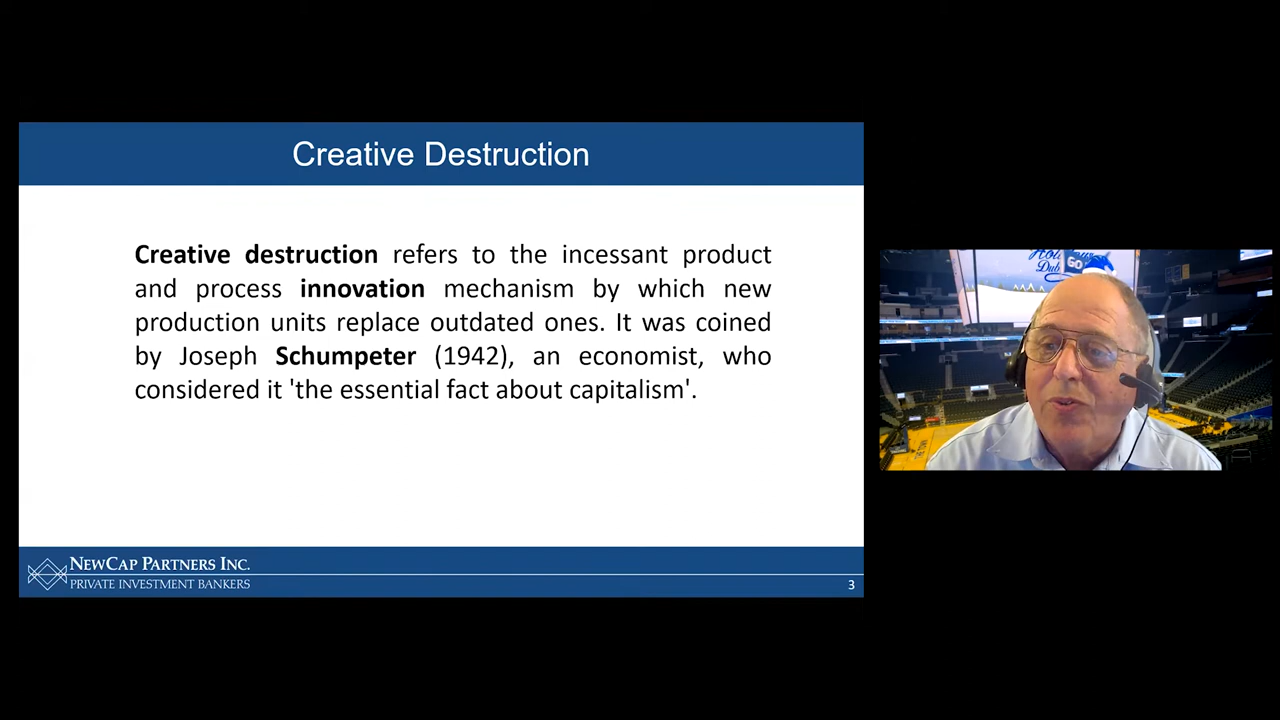 Creative Destruction
Creative destruction refers to the incessant product
and process innovation mechanism by which new
production units replace outdated ones. It was coined
by Joseph Schumpeter (1942), an economist, who
considered it 'the essential fact about capitalism'.
NEWCAP PARTNERS INC.
PRIVATE INVESTMENT BANKERS
3
GO
Dub